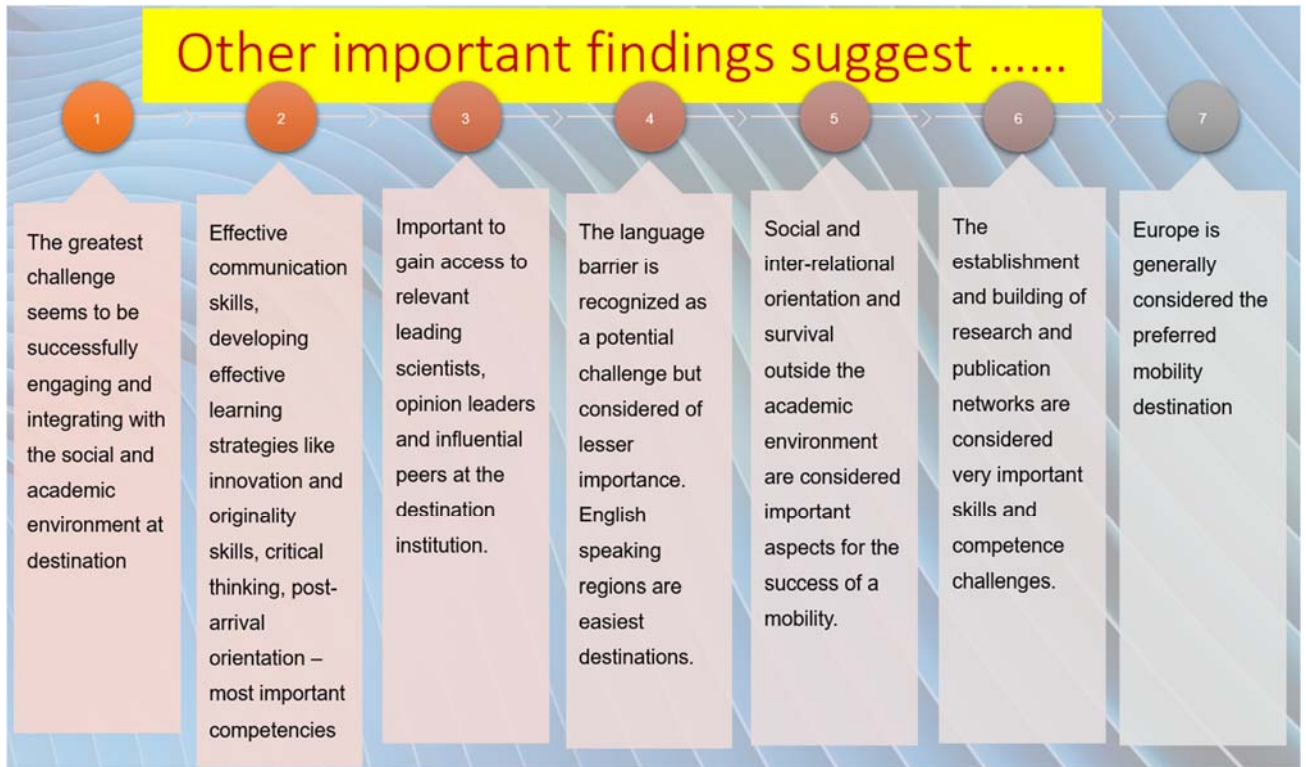 Other important findings suggest ......
1
The greatest
challenge
seems to be
successfully
engaging and
integrating with
the social and
academic
environment at
destination
2
Effective
communication
skills,
developing
effective
learning
strategies like
innovation and
originality
skills, critical
thinking, post-
arrival
orientation –
most important
competencies
3
Important to
gain access to
relevant
leading
scientists,
opinion leaders
and influential
peers at the
destination
institution.
4
The language
barrier is
recognized as
a potential
challenge but
considered of
lesser
importance.
English
speaking
regions are
easiest
destinations.
5
Social and
inter-relational
orientation and
survival
outside the
academic
environment
are considered
important
aspects for the
success of a
mobility.
6
The
establishment
and building of
research and
publication
networks are
considered
very important
skills and
competence
challenges.
7
Europe is
generally
considered the
preferred
mobility
destination